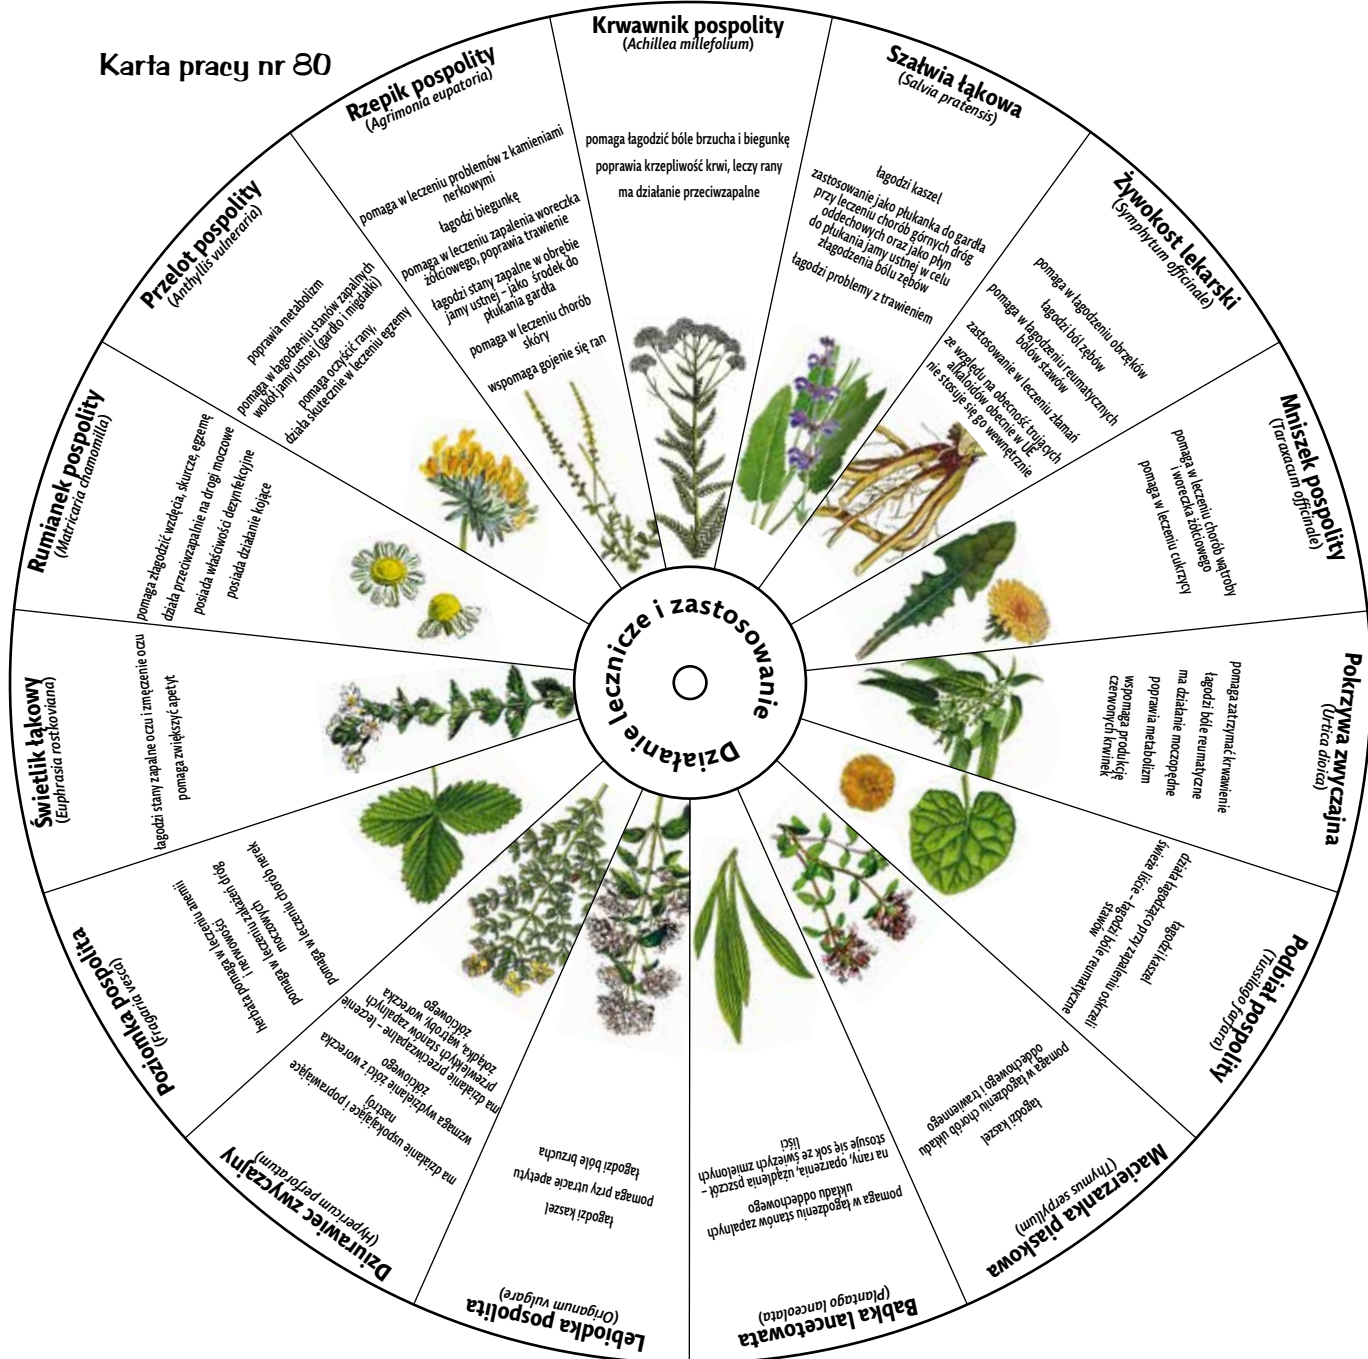 Karta pracy nr 80
Krwawnik pospolity
(Achillea millefolium)
pomaga łagodzić bóle brzucha i biegunkę
poprawia krzepliwość krwi, leczy rany
ma działanie przeciwzapalne
Szałwia łąkowa
(Salvia pratensis)
łagodzi kaszel
zastosowanie jako płukanka do gardła
przy leczeniu chorób górnych dróg
oddechowych oraz jako płyn
do płukania jamy ustnej w celu
złagodzenia bólu zębów
łagodzi problemy z trawieniem
Żywokost lekarski
(Symphytum officinale)
pomaga w łagodzeniu obrzęków
łagodzi ból zębów
pomaga w łagodzeniu reumatycznych
bólów stawów
zastosowanie w leczeniu złamań
ze względu na obecność trujących
alkaloidów obecnie w UE
nie stosuje się go wewnętrznie
Mniszek pospolity
(Taraxacum officinale)
pomaga w leczeniu chorób wątroby
i woreczka żółciowego
pomaga w leczeniu cukrzycy
Pokrzywa zwyczajna
(Urtica dioica)
pomaga zatrzymać krwawienie
łagodzi bóle reumatyczne
ma działanie moczopędne
poprawia metabolizm
wspomaga produkcję
czerwonych krwinek
Podbiał pospolity
(Tussilago farfara)
łagodzi kaszel
działa łagodząco przy zapaleniu oskrzeli
świeże liście – łagodzi bóle reumatyczne
stawów
Macierzanka piaskowa
(Thymus serpyllum)
łagodzi kaszel
pomaga w łagodzeniu chorób układu
oddechowego i trawiennego
Babka lancetowata
(Plantago lanceolata)
pomaga w łagodzeniu stanów zapalnych
układu oddechowego
na rany, oparzenia, użądlenia pszczół –
stosuje się sok ze świeżych zmielonych
liści
Lebiodka pospolita
(Origanum vulgare)
łagodzi kaszel
pomaga przy utracie apetytu
łagodzi bóle brzucha
Dziurawiec zwyczajny
(Hypericum perforatum)
ma działanie uspokajające i poprawiające
nastrój
wzmaga wydzielanie żółci z woreczka
żółciowego
ma działanie przeciwzapalne – leczenie
przewlekłych stanów zapalnych
żołądka, wątroby, woreczka
żółciowego
Poziomka pospolita
(Fragaria vesca)
herbata pomaga w leczeniu anemii
i nerwowości
pomaga w leczeniu zakażeń dróg
moczowych
pomaga w leczeniu chorób nerek
Świetlik łąkowy
(Euphrasia rostkoviana)
łagodzi stany zapalne oczu i zmęczenie oczu
pomaga zwiększyć apetyt
Rumianek pospolity
(Matricaria chamomilla)
pomaga złagodzić wzdęcia, skurcze, egzemę
działa przeciwzapalnie na drogi moczowe
posiada właściwości dezynfekcyjne
posiada działanie kojące
Przelot pospolity
(Anthyllis vulneraria)
poprawia metabolizm
pomaga w łagodzeniu stanów zapalnych
wokół jamy ustnej (gardło i migdałki)
pomaga oczyścić rany,
działa skutecznie w leczeniu egzemy
Rzepik pospolity
(Agrimonia eupatoria)
pomaga w leczeniu problemów z kamieniami
nerkowymi
łagodzi biegunkę
pomaga w leczeniu zapalenia woreczka
żółciowego, poprawia trawienie
łagodzi stany zapalne w obrębie
jamy ustnej – jako środek do
płukania gardła
pomaga w leczeniu chorób
skóry
wspomaga gojenie się ran
Działanie lecznicze i zastosowanie